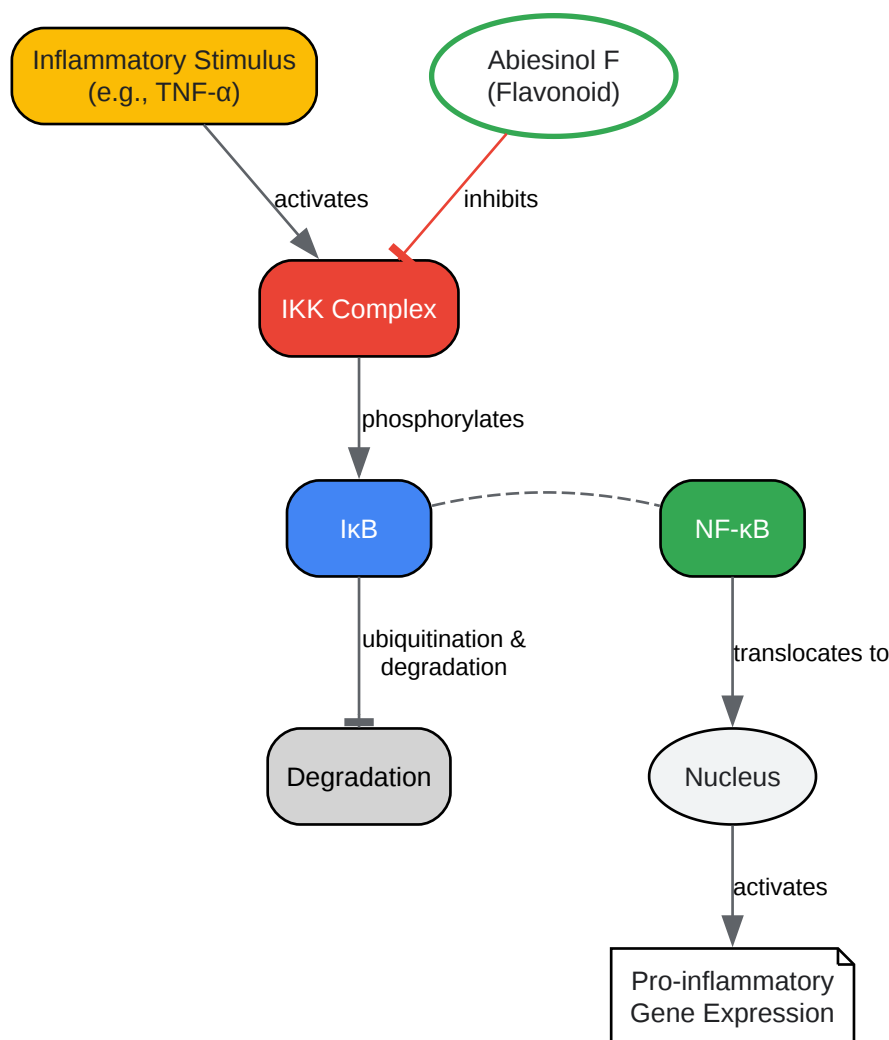 Inflammatory Stimulus
(e.g., TNF-α)
Abiesinol F
(Flavonoid)
activates
inhibits
IKK Complex
phosphorylates
IκB
NF-κB
ubiquitination &
degradation
translocates to
Degradation
Nucleus
activates
Pro-inflammatory
Gene Expression